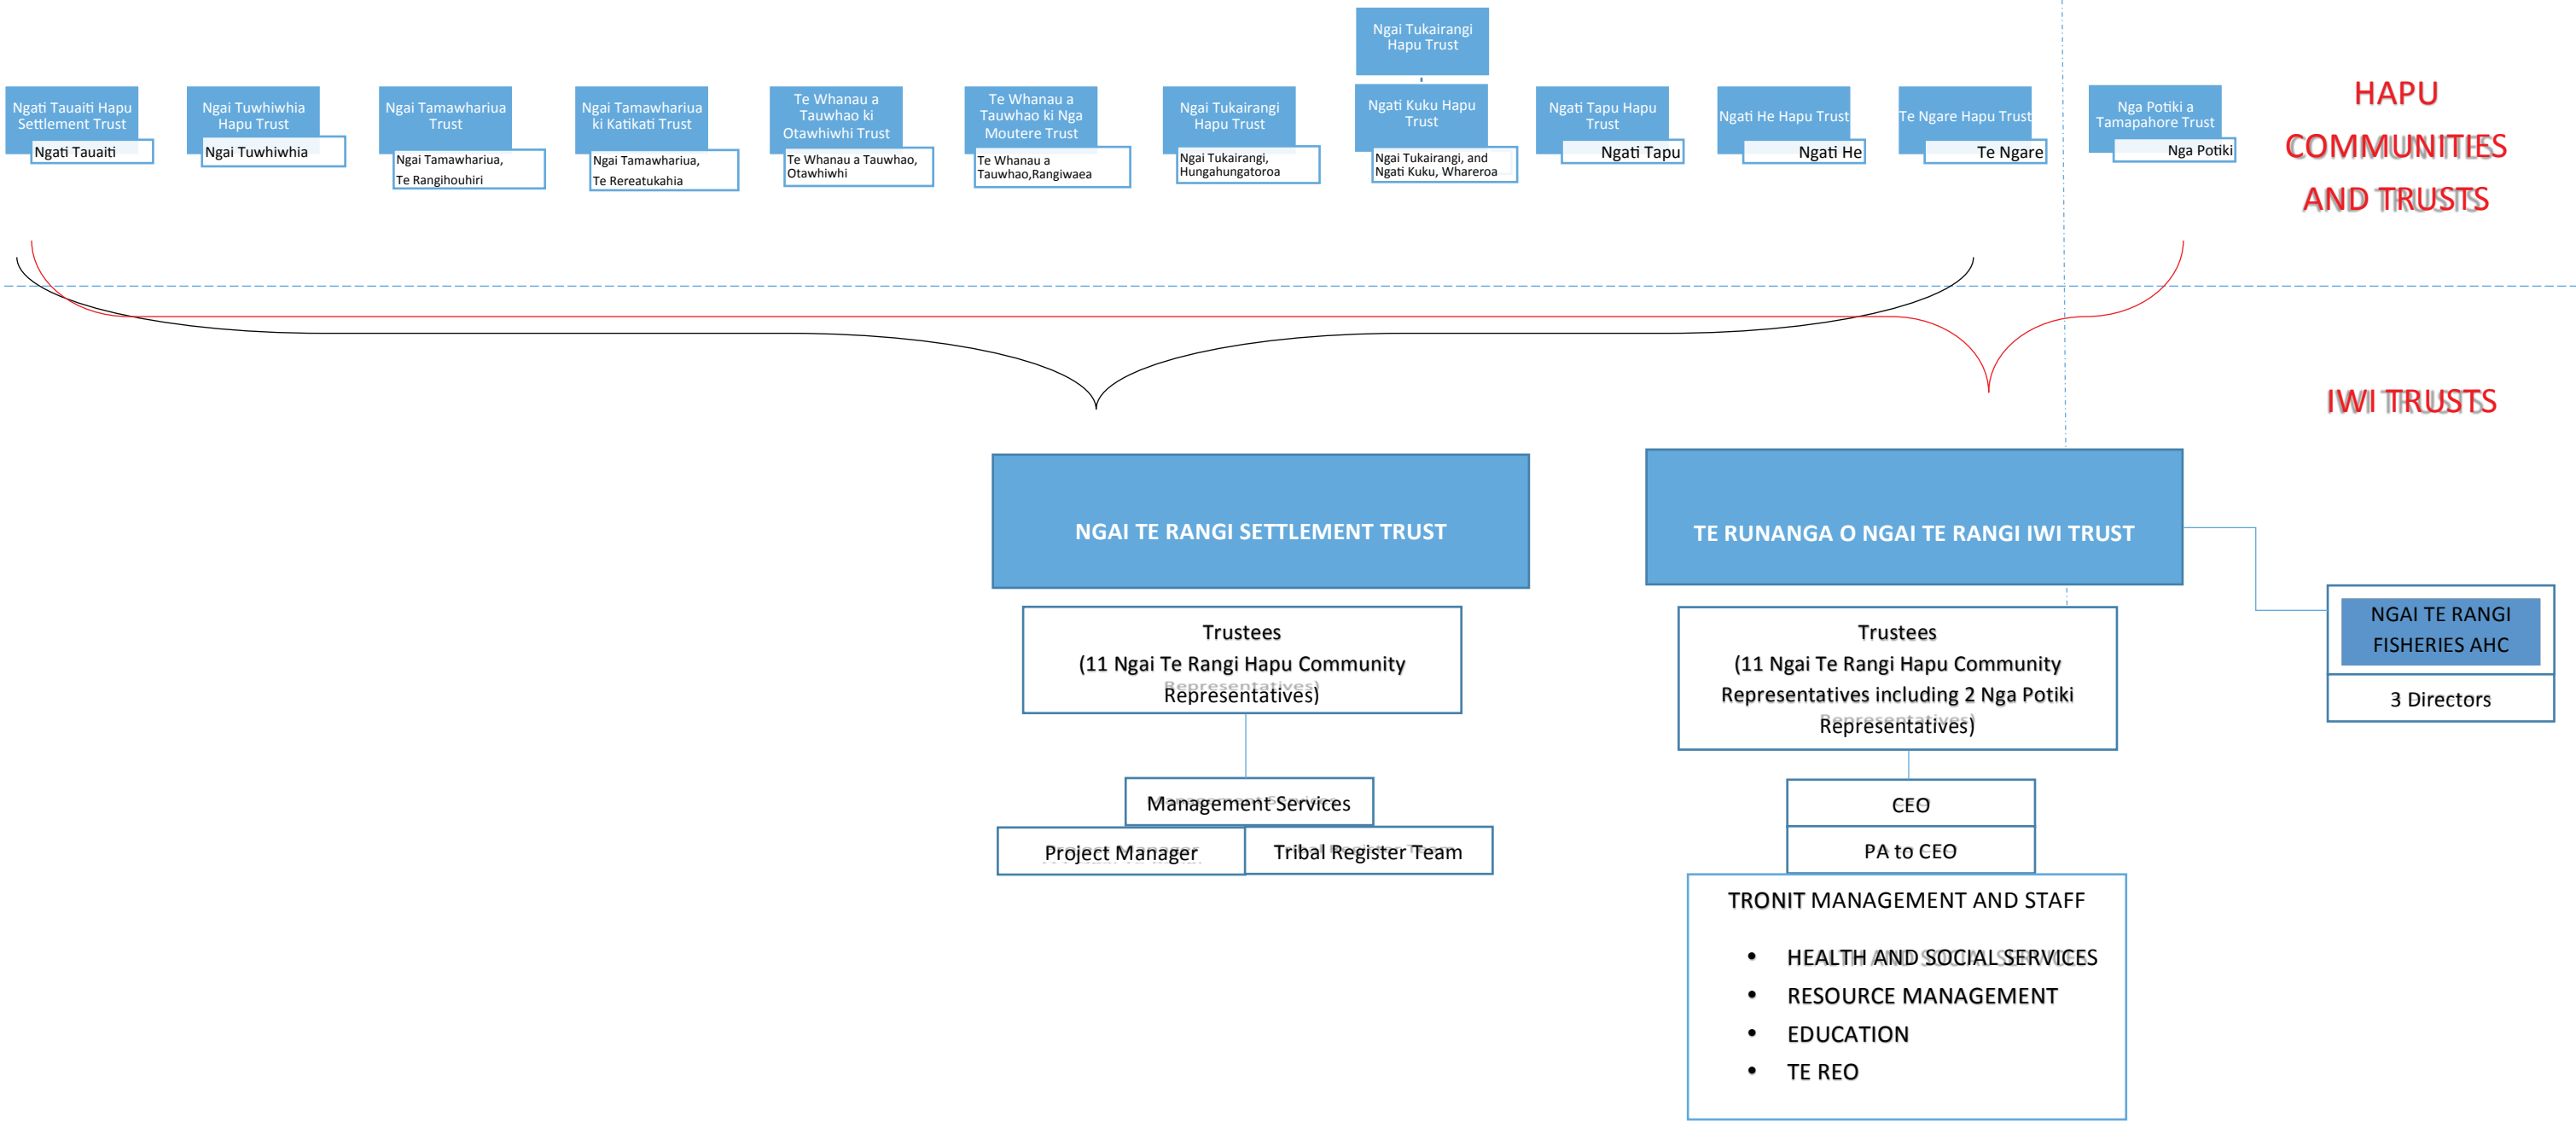 Ngai Tukairangi
Hapu Trust
Ngati Tauaiti Hapu
Settlement Trust
Ngati Tauaiti
Ngai Tuwhiwhia
Hapu Trust
Ngai Tuwhiwhia
Ngai Tamawhariua
Trust
Ngai Tamawhariua,
Te Rangihouhiri
Ngai Tamawhariua
ki Katikati Trust
Ngai Tamawhariua,
Te Rereatukahia
Te Whanau a
Tauwhao ki
Otawhiwhi Trust
Te Whanau a Tauwhao,
Otawhiwhi
Te Whanau a
Tauwhao ki Nga
Moutere Trust
Te Whanau a
Tauwhao,Rangiwaea
Ngai Tukairangi
Hapu Trust
Ngai Tukairangi,
Hungahungatoroa
Ngati Kuku Hapu
Trust
Ngai Tukairangi, and
Ngati Kuku, Whareroa
Ngati Tapu Hapu
Trust
Ngati Tapu
Ngati He Hapu Trust
Ngati He
Te Ngare Hapu Trust
Te Ngare
Nga Potiki a
Tamapahore Trust
Nga Potiki
HAPU
COMMUNITIES
AND TRUSTS
IWI TRUSTS
NGAI TE RANGI SETTLEMENT TRUST
Trustees
(11 Ngai Te Rangi Hapu Community
Representatives)
Management Services
Project Manager
Tribal Register Team
TE RUNANGA O NGAI TE RANGI IWI TRUST
Trustees
(11 Ngai Te Rangi Hapu Community
Representatives including 2 Nga Potiki
Representatives)
CEO
PA to CEO
TRONIT MANAGEMENT AND STAFF
• HEALTH AND SOCIAL SERVICES
• RESOURCE MANAGEMENT
• EDUCATION
• TE REO
NGAI TE RANGI
FISHERIES AHC
3 Directors